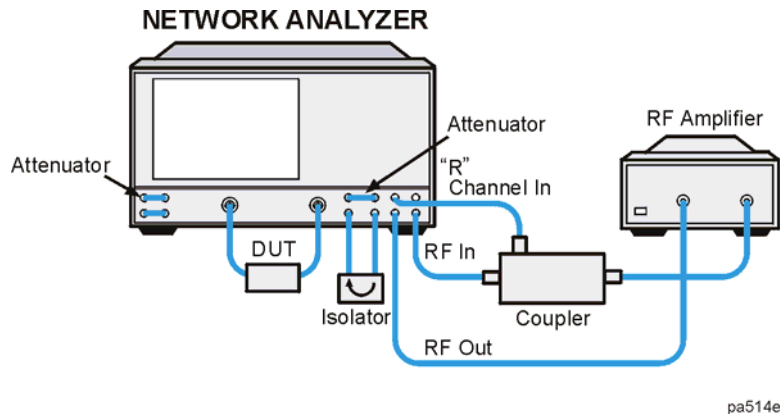 NETWORK ANALYZER
Attenuator
RF Amplifier
Attenuator
"R"
Channel In
DUT
RF In
Isolator
Coupler
RF Out
pa514e